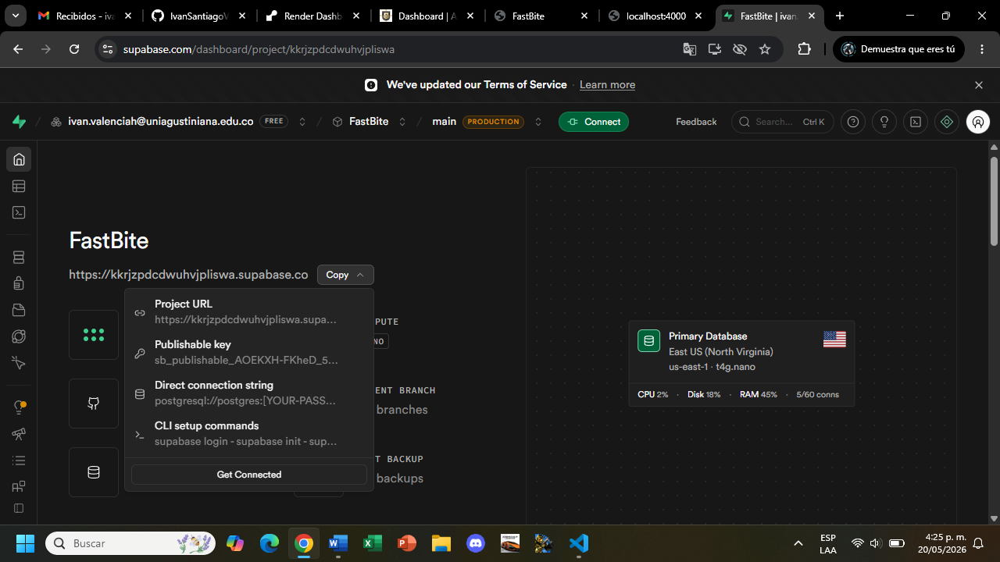 Recibidos - iva
IvanSantiagoV
Render Dashb
Dashboard | A
FastBite
localhost:4000
FastBite | ivan.
supabase.com/dashboard/project/kkrjzpdcdwuhvjpliswa
Demuestra que eres tú
We've updated our Terms of Service · Learn more
ivan.valenciah@uniagustiniana.edu.co FREE
FastBite
main PRODUCTION
Connect
Feedback
Search... Ctrl K
FastBite
https://kkrjzpdcdwuhvjpliswa.supabase.co
Copy
Project URL
https://kkrjzpdcdwuhvjpliswa.supa...
Publishable key
sb_publishable_AOEKXH-FKheD_5...
Direct connection string
postgresql://postgres:[YOUR-PASS...
CLI setup commands
supabase login - supabase init - sup...
Get Connected
PUTE
NO
ENT BRANCH
branches
T BACKUP
backups
Primary Database
East US (North Virginia)
us-east-1 · t4g.nano
CPU 2% · Disk 18% · RAM 45% · 5/60 conns
Buscar
ESP
LAA
4:25 p. m.
20/05/2026